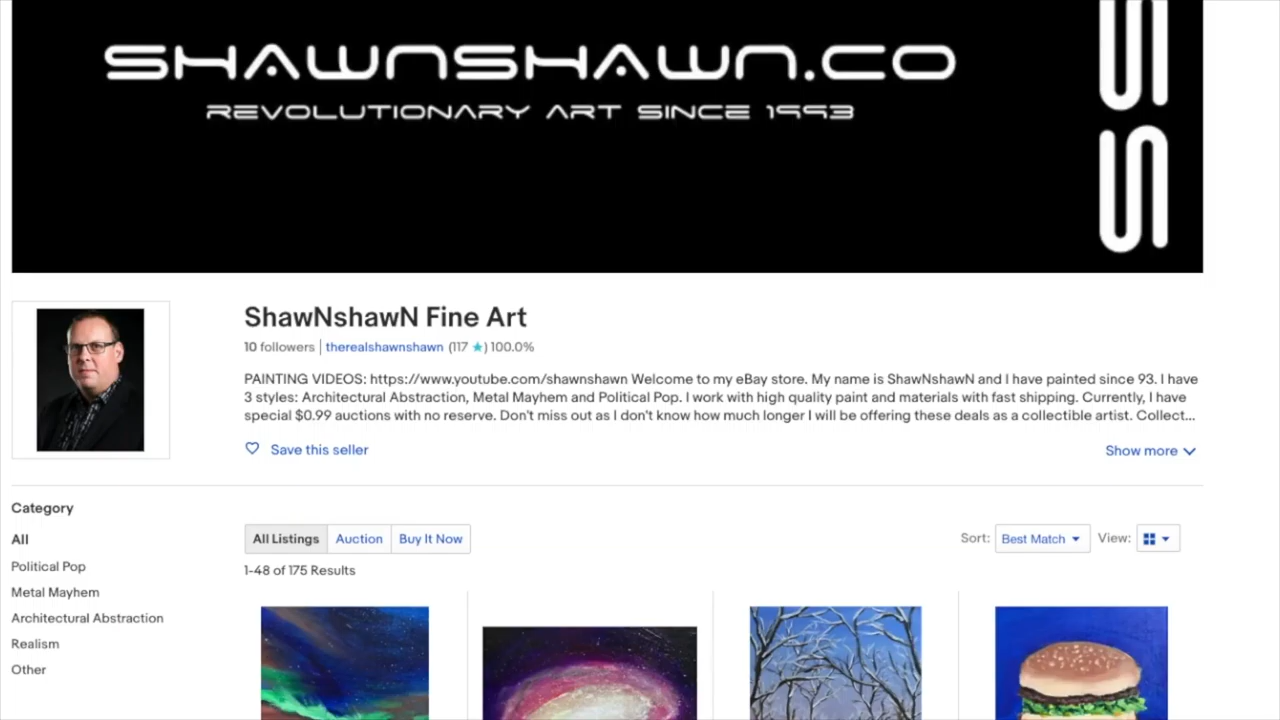 SHAWNSHAWN.CO
REVOLUTIONARY ART SINCE 1993
SS
ShawNshawN Fine Art
10 followers | therealshawnshawn (117 ★) 100.0%
PAINTING VIDEOS: https://www.youtube.com/shawnshawn Welcome to my eBay store. My name is ShawNshawN and I have painted since 93. I have
3 styles: Architectural Abstraction, Metal Mayhem and Political Pop. I work with high quality paint and materials with fast shipping. Currently, I have
special $0.99 auctions with no reserve. Don't miss out as I don't know how much longer I will be offering these deals as a collectible artist. Collect...
Save this seller
Show more
Category
All
Political Pop
Metal Mayhem
Architectural Abstraction
Realism
Other
All Listings Auction Buy It Now
Sort: Best Match View:
1-48 of 175 Results